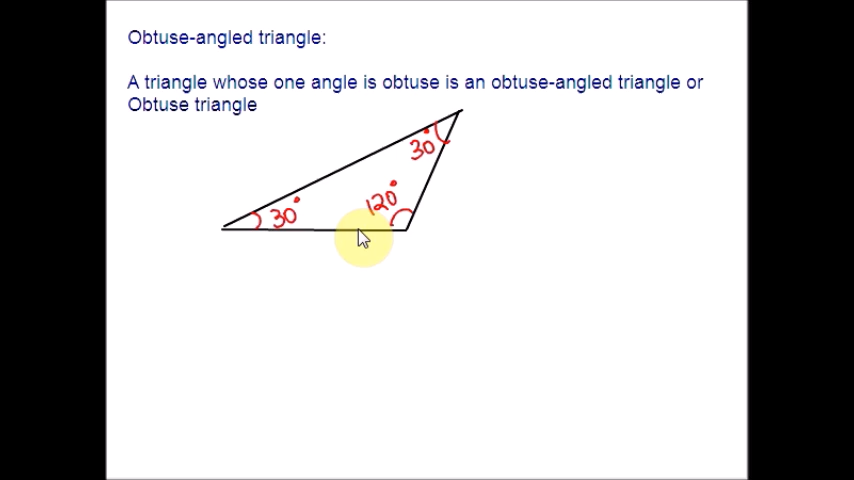 Obtuse-angled triangle:
A triangle whose one angle is obtuse is an obtuse-angled triangle or
Obtuse triangle
30°
120°
30°